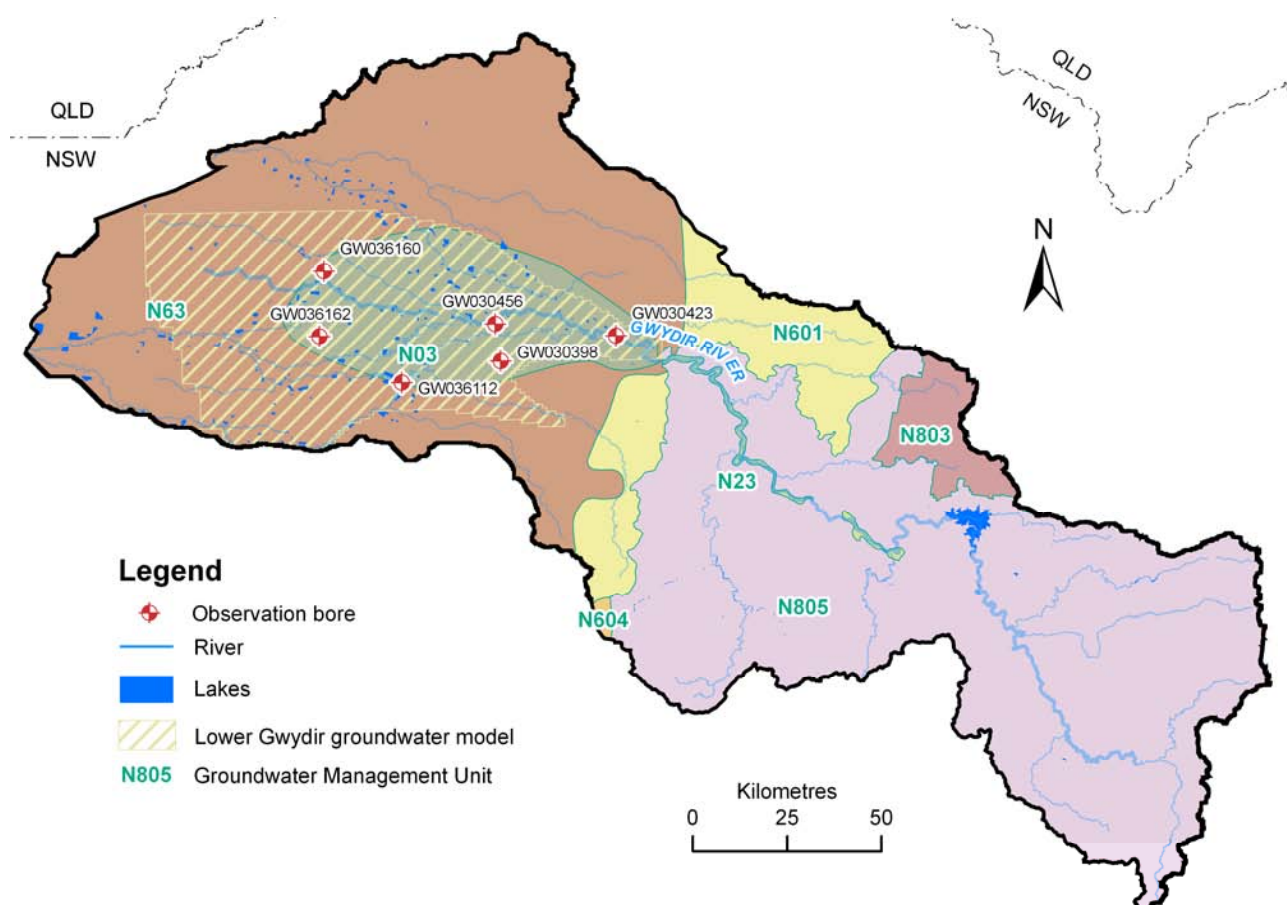 QLD
NSW
QLD
NSW
N
GW036160
GW030456
GW030423
N63
GW036162
GWYDIR RIVER
N601
N03
GW030398
GW036112
N803
N23
N805
N604
Legend
Observation bore
River
Lakes
Lower Gwydir groundwater model
N805 Groundwater Management Unit
Kilometres
0 25 50